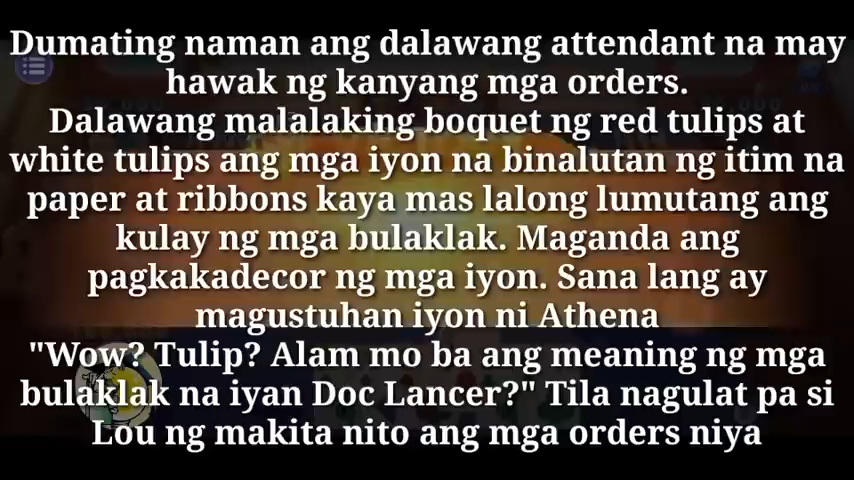 Dumating naman ang dalawang attendant na may
hawak ng kanyang mga orders.
Dalawang malalaking boquet ng red tulips at
white tulips ang mga iyon na binalutan ng itim na
paper at ribbons kaya mas lalong lumutang ang
kulay ng mga bulaklak. Maganda ang
pagkakadecor ng mga iyon. Sana lang ay
magustuhan iyon ni Athena
"Wow? Tulip? Alam mo ba ang meaning ng mga
bulaklak na iyan Doc Lancer?" Tila nagulat pa si
Lou ng makita nito ang mga orders niya